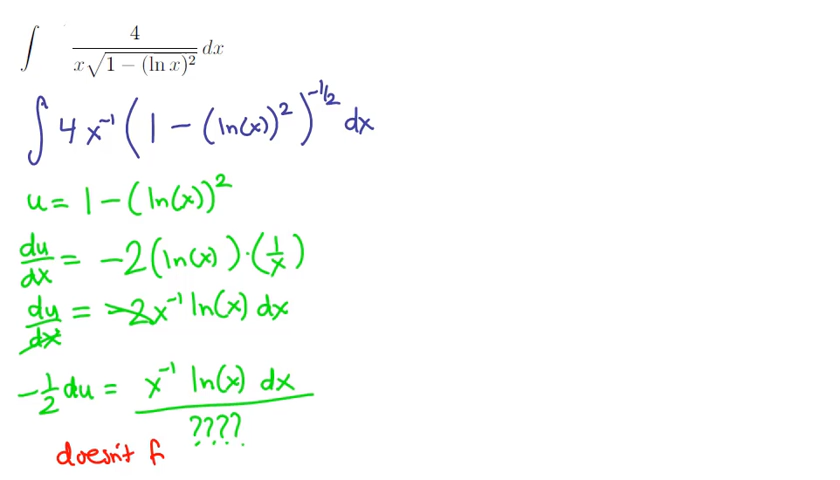 ∫ 4 / (x√(1 − (ln x)²)) dx
∫ 4x⁻¹ (1 − (ln(x))²)^(-1/2) dx
u = 1 − (ln(x))²
du/dx = −2(ln(x))·(1/x)
du/dx = −2x⁻¹ ln(x) dx
−1/2 du = x⁻¹ ln(x) dx
????
doesn't f